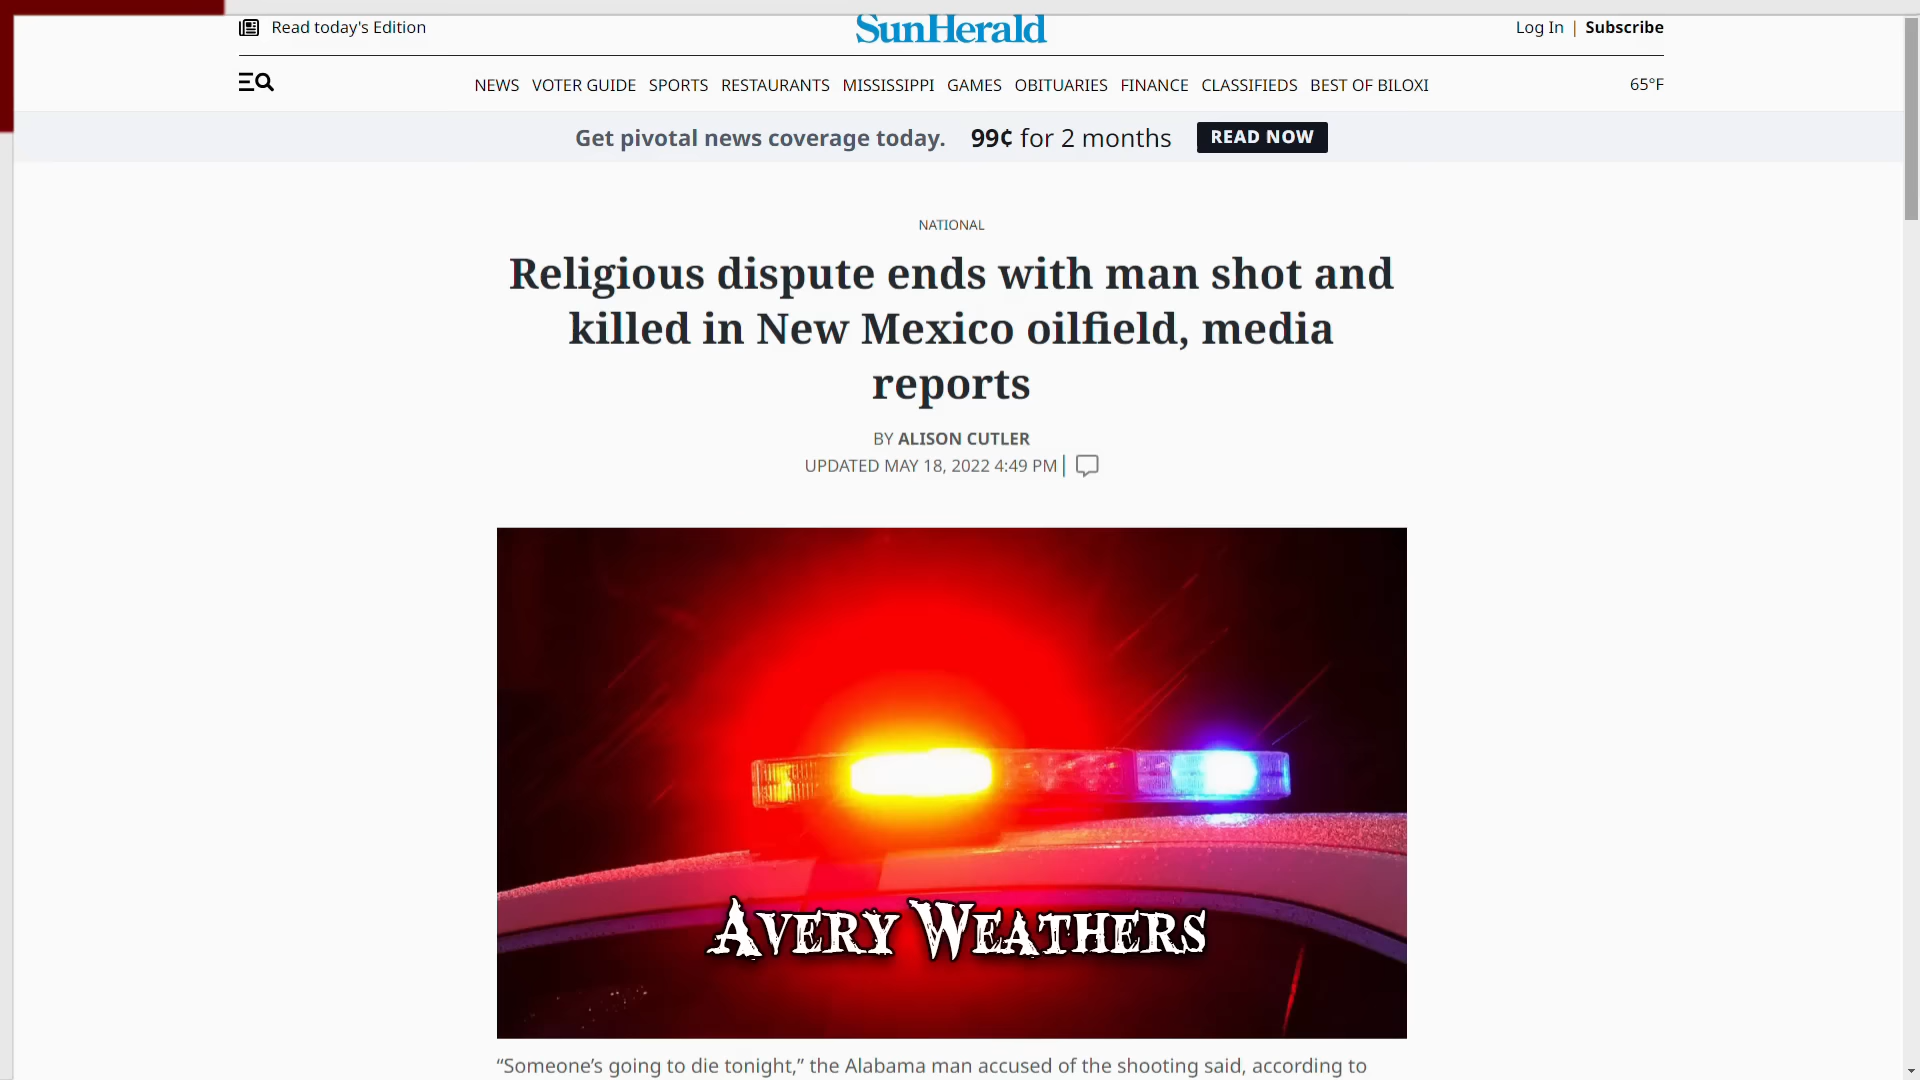 Read today's Edition
SunHerald
Log In | Subscribe
NEWS VOTER GUIDE SPORTS RESTAURANTS MISSISSIPPI GAMES OBITUARIES FINANCE CLASSIFIEDS BEST OF BILOXI
65°F
Get pivotal news coverage today. 99¢ for 2 months READ NOW
NATIONAL
Religious dispute ends with man shot and
killed in New Mexico oilfield, media
reports
BY ALISON CUTLER
UPDATED MAY 18, 2022 4:49 PM
AVERY WEATHERS
“Someone’s going to die tonight,” the Alabama man accused of the shooting said, according to